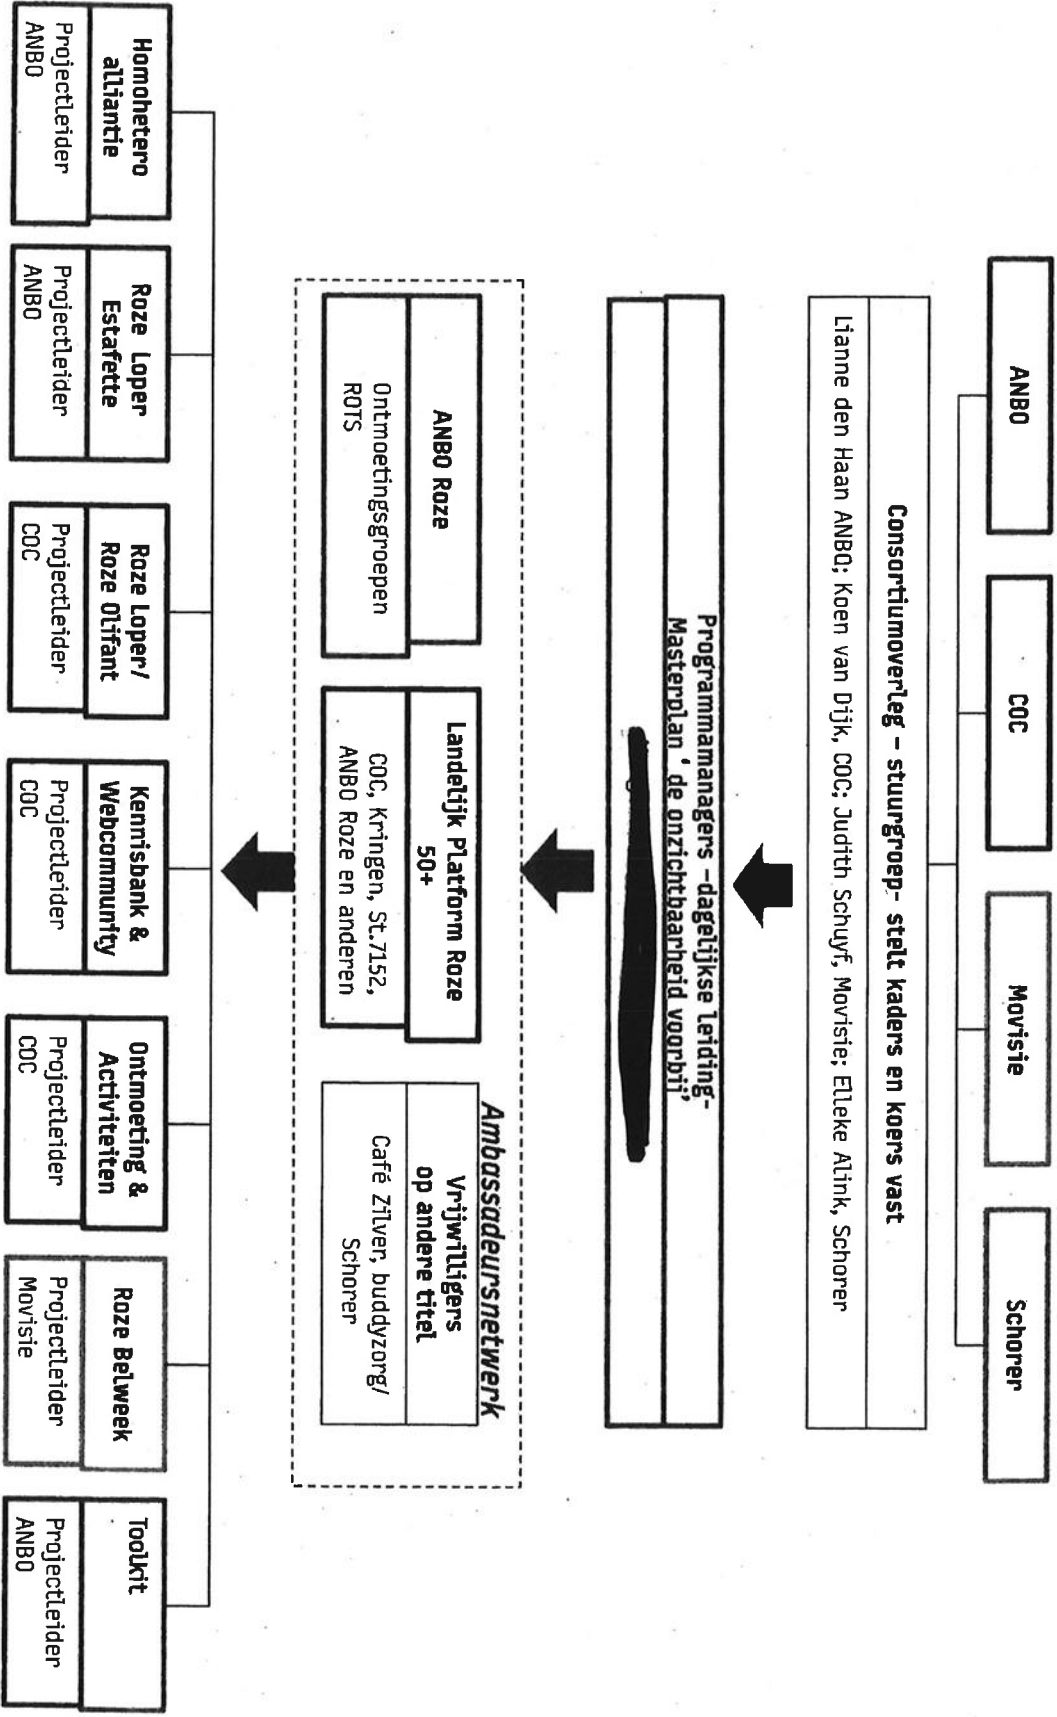 ANBO
COC
Movisie
Schorer
Consortiumoverleg – stuurgroep- stelt kaders en koers vast
Lianne den Haan ANBO; Koen van Dijk, COC: Judith Schuyf, Movisie; Elleke Alink, Schorer
Programmamanagers –dagelijkse leiding-
Masterplan ‘ de onzichtbaarheid voorbij’
Ambassadeursnetwerk
ANBO Roze
Ontmoetingsgroepen
ROTS
Landelijk Platform Roze
50+
COC, Kringen, St.7152,
ANBO Roze en anderen
Vrijwilligers
op andere titel
Café Zilver, buddyzorg/
Schorer
Homohetero
alliantie
Projectleider
ANBO
Roze Loper
Estafette
Projectleider
ANBO
Roze Loper/
Roze Olifant
Projectleider
COC
Kennisbank &
Webcommunity
Projectleider
COC
Ontmoeting &
Activiteiten
Projectleider
COC
Roze Belweek
Projectleider
Movisie
Toolkit
Projectleider
ANBO